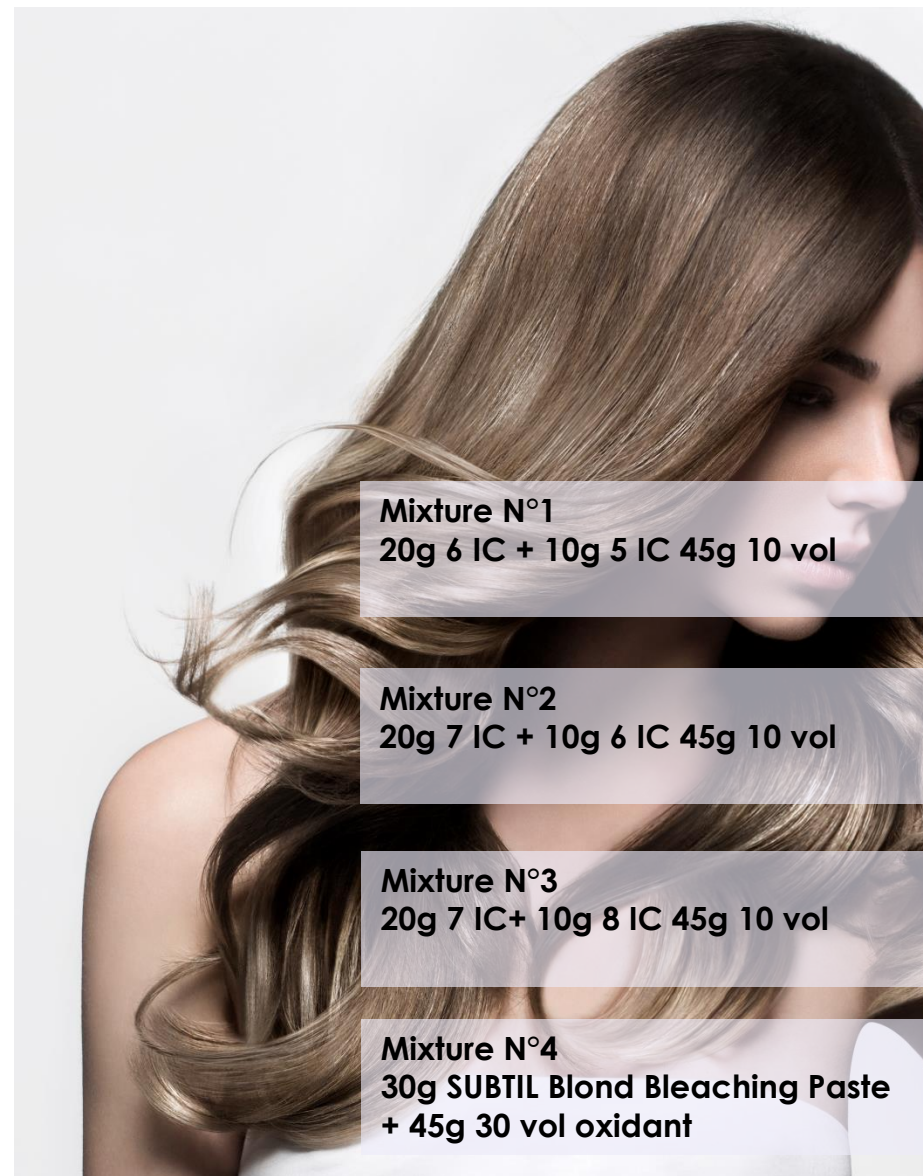 Mixture N°1
20g 6 IC + 10g 5 IC 45g 10 vol
Mixture N°2
20g 7 IC + 10g 6 IC 45g 10 vol
Mixture N°3
20g 7 IC+ 10g 8 IC 45g 10 vol
Mixture N°4
30g SUBTIL Blond Bleaching Paste
+ 45g 30 vol oxidant